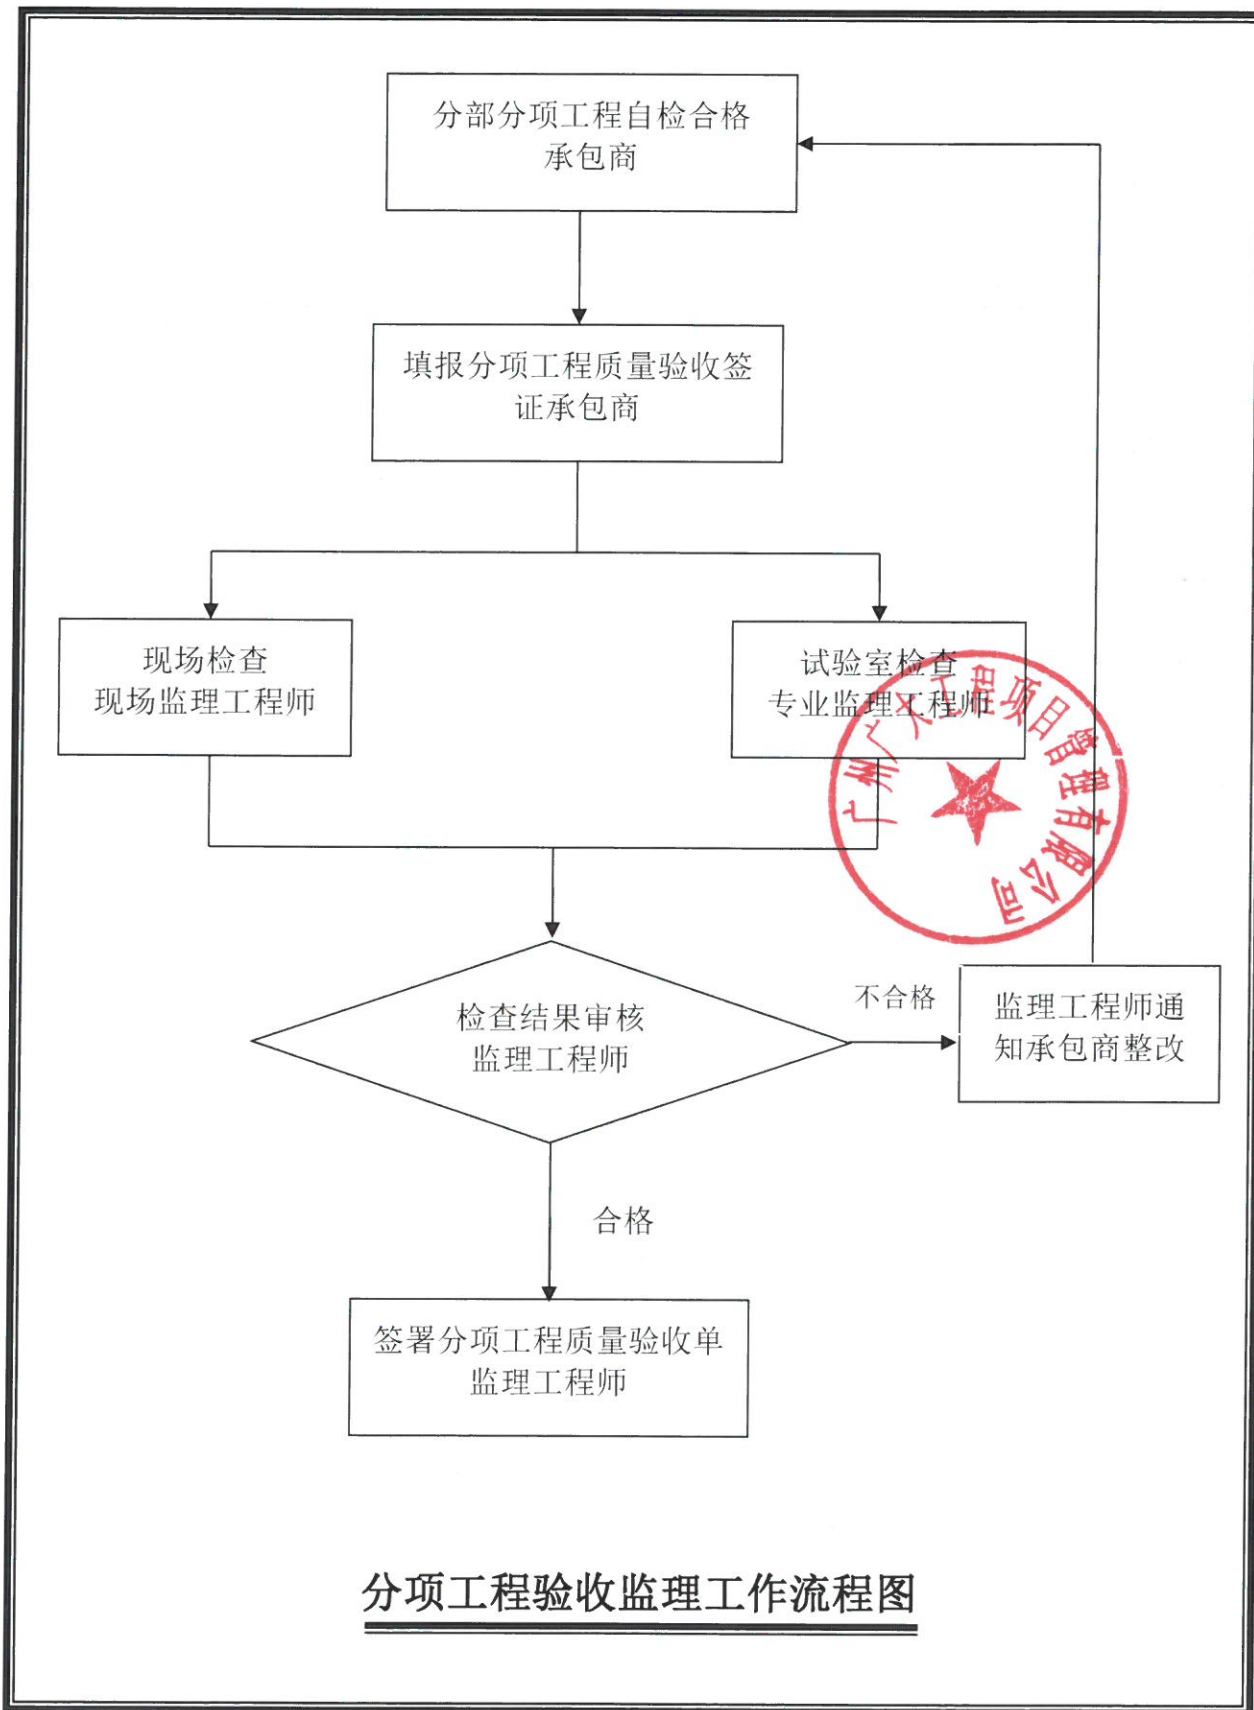 分部分项工程自检合格
承包商
填报分项工程质量验收签
证承包商
现场检查
现场监理工程师
试验室检查
专业监理工程师
广州广大工程项目管理有限公司
检查结果审核
监理工程师
不合格
监理工程师通
知承包商整改
合格
签署分项工程质量验收单
监理工程师
分项工程验收监理工作流程图